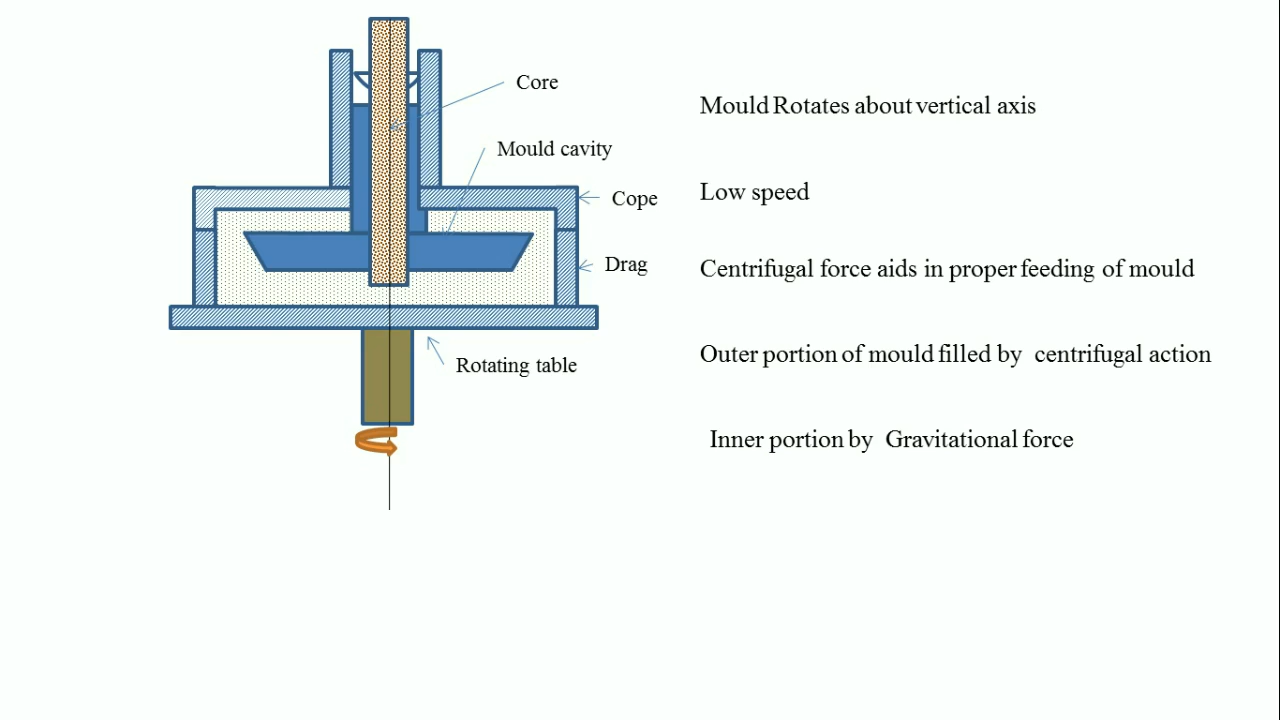 Core
Mould Rotates about vertical axis
Mould cavity
Cope
Low speed
Drag
Centrifugal force aids in proper feeding of mould
Outer portion of mould filled by centrifugal action
Rotating table
Inner portion by Gravitational force